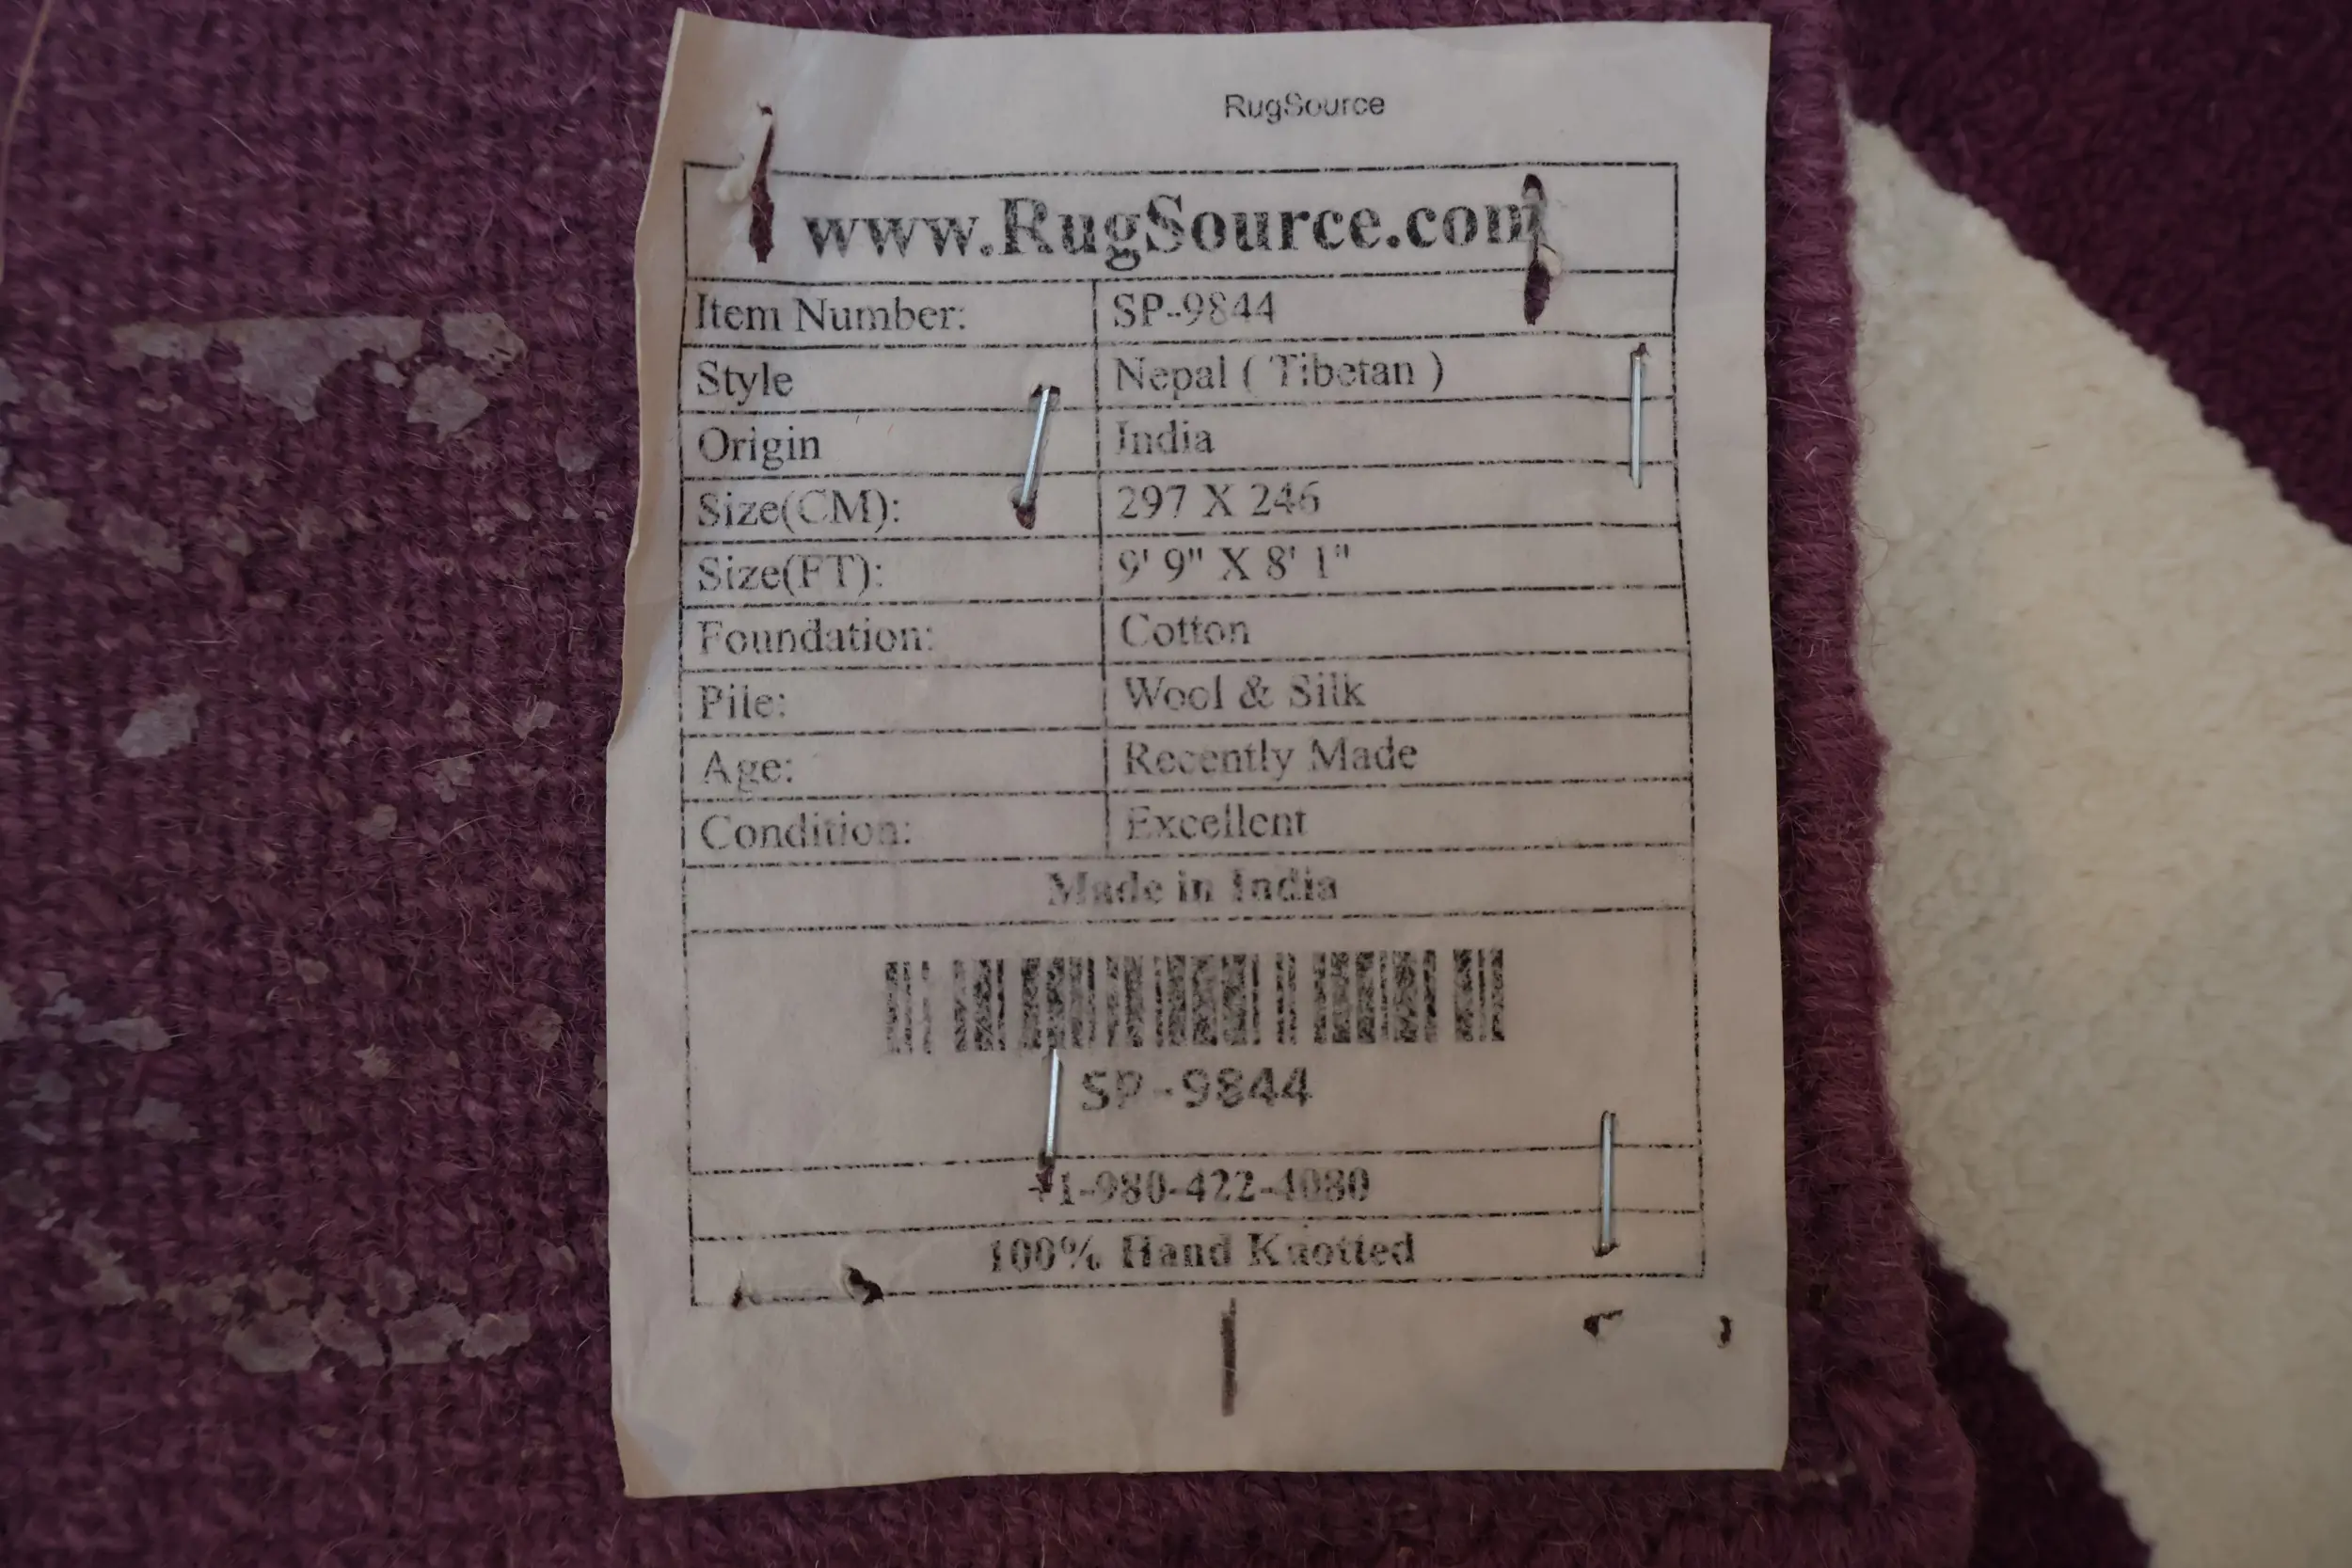 RugSource
www.RugSource.com
Item Number: SP-9844
Style Nepal ( Tibetan )
Origin India
Size(CM): 297 X 246
Size(FT): 9' 9" X 8' 1"
Foundation: Cotton
Pile: Wool & Silk
Age: Recently Made
Condition: Excellent
Made in India
SP-9844
+1-980-422-4080
100% Hand Knotted